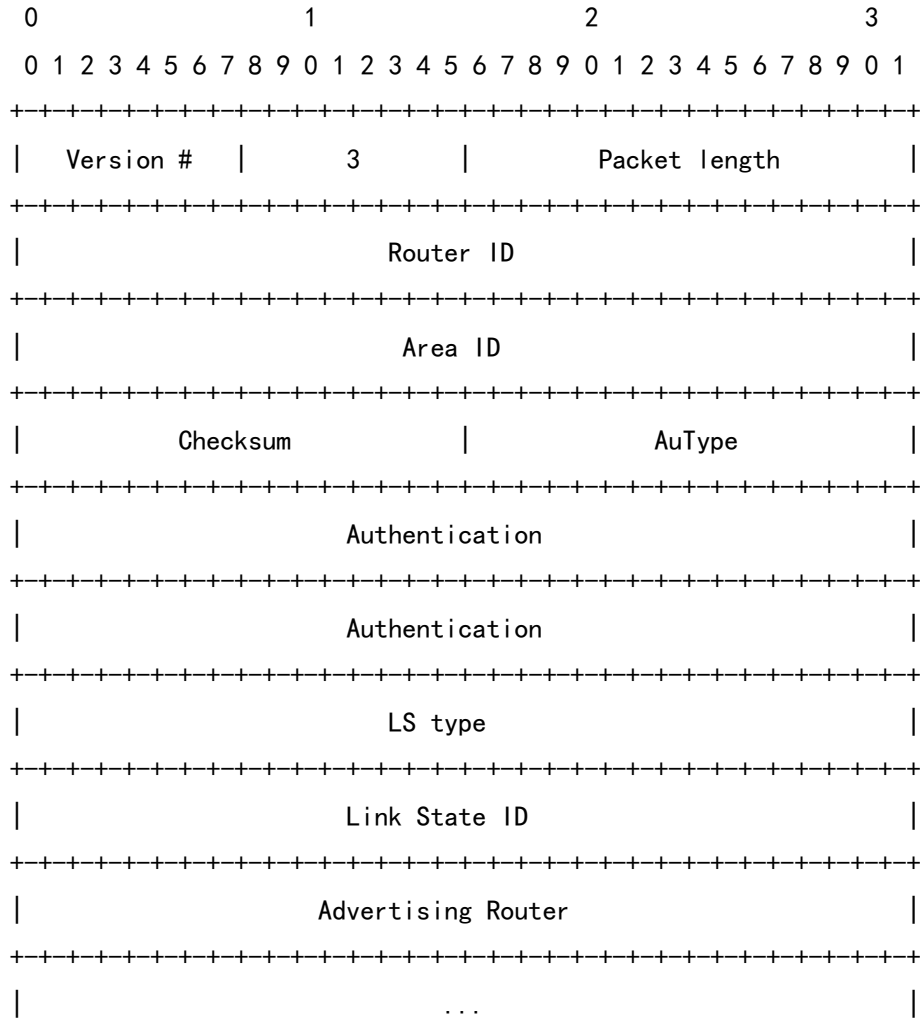 0                   1                   2                   3
 0 1 2 3 4 5 6 7 8 9 0 1 2 3 4 5 6 7 8 9 0 1 2 3 4 5 6 7 8 9 0 1
+-+-+-+-+-+-+-+-+-+-+-+-+-+-+-+-+-+-+-+-+-+-+-+-+-+-+-+-+-+-+-+-+
|   Version #   |       3       |         Packet length         |
+-+-+-+-+-+-+-+-+-+-+-+-+-+-+-+-+-+-+-+-+-+-+-+-+-+-+-+-+-+-+-+-+
|                          Router ID                            |
+-+-+-+-+-+-+-+-+-+-+-+-+-+-+-+-+-+-+-+-+-+-+-+-+-+-+-+-+-+-+-+-+
|                           Area ID                             |
+-+-+-+-+-+-+-+-+-+-+-+-+-+-+-+-+-+-+-+-+-+-+-+-+-+-+-+-+-+-+-+-+
|           Checksum            |             AuType            |
+-+-+-+-+-+-+-+-+-+-+-+-+-+-+-+-+-+-+-+-+-+-+-+-+-+-+-+-+-+-+-+-+
|                       Authentication                          |
+-+-+-+-+-+-+-+-+-+-+-+-+-+-+-+-+-+-+-+-+-+-+-+-+-+-+-+-+-+-+-+-+
|                       Authentication                          |
+-+-+-+-+-+-+-+-+-+-+-+-+-+-+-+-+-+-+-+-+-+-+-+-+-+-+-+-+-+-+-+-+
|                          LS type                              |
+-+-+-+-+-+-+-+-+-+-+-+-+-+-+-+-+-+-+-+-+-+-+-+-+-+-+-+-+-+-+-+-+
|                       Link State ID                           |
+-+-+-+-+-+-+-+-+-+-+-+-+-+-+-+-+-+-+-+-+-+-+-+-+-+-+-+-+-+-+-+-+
|                     Advertising Router                        |
+-+-+-+-+-+-+-+-+-+-+-+-+-+-+-+-+-+-+-+-+-+-+-+-+-+-+-+-+-+-+-+-+
|                              ...                              |